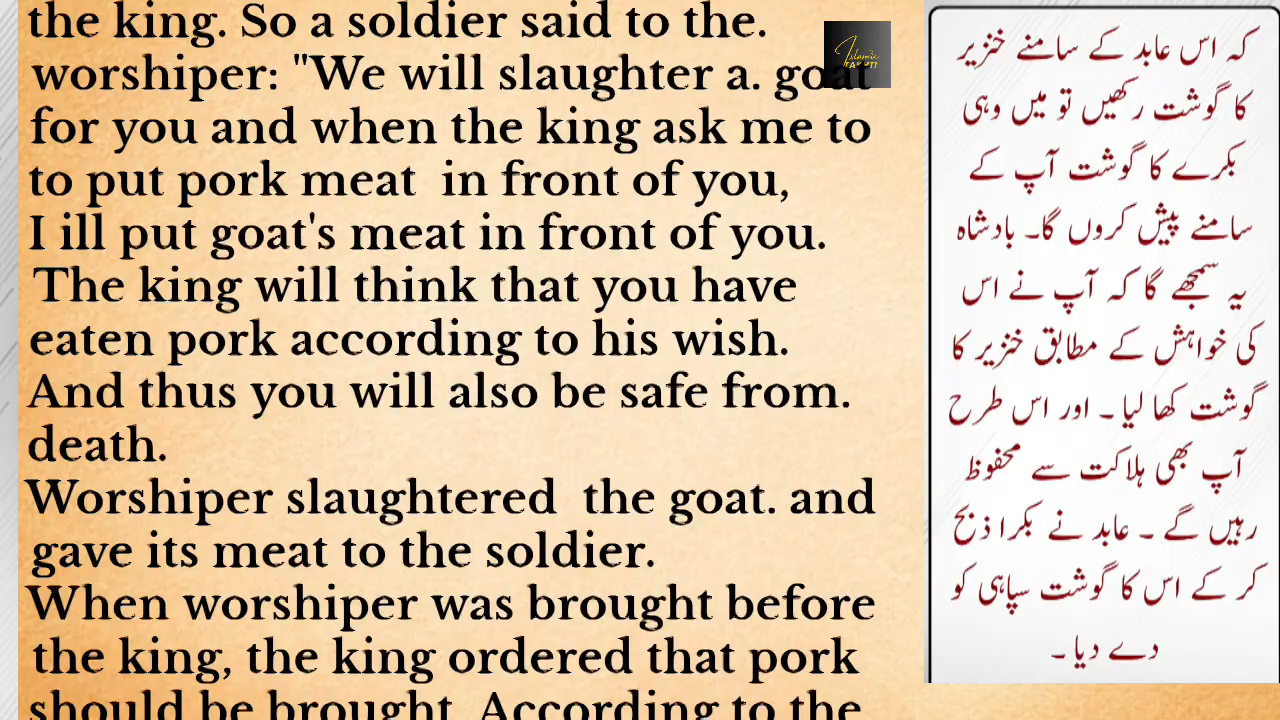 the king. So a soldier said to the.
worshiper: "We will slaughter a. goat
for you and when the king ask me to
to put pork meat in front of you,
I ill put goat's meat in front of you.
The king will think that you have
eaten pork according to his wish.
And thus you will also be safe from.
death.
Worshiper slaughtered the goat. and
gave its meat to the soldier.
When worshiper was brought before
the king, the king ordered that pork
should be brought. According to the
Islamic
کہ اس عابد کے سامنے خنزیر
کا گوشت رکھیں تو میں وہی
بکرے کا گوشت آپ کے
سامنے پیش کروں گا۔ بادشاہ
یہ سمجھے گا کہ آپ نے اس
کی خواہش کے مطابق خنزیر کا
گوشت کھا لیا۔ اور اس طرح
آپ بھی ہلاکت سے محفوظ
رہیں گے۔ عابد نے بکرا ذبح
کر کے اس کا گوشت سپاہی کو
دے دیا۔